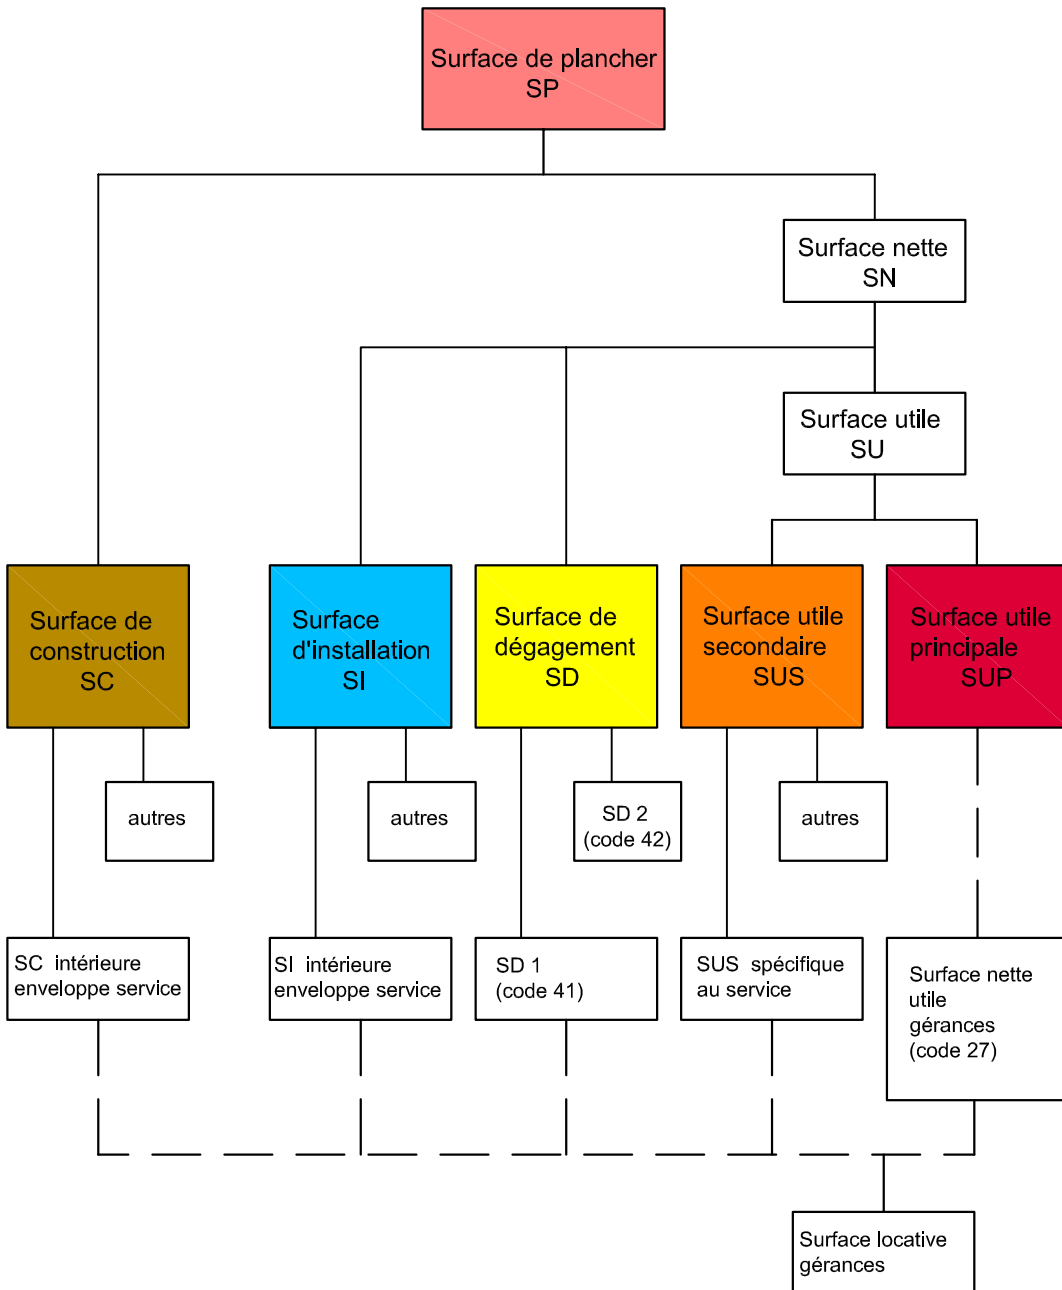 Surface de plancher
SP
Surface nette
SN
Surface utile
SU
Surface de
construction
SC
Surface
d'installation
SI
Surface de
dégagement
SD
Surface utile
secondaire
SUS
Surface utile
principale
SUP
autres
autres
SD 2
(code 42)
autres
SC intérieure
enveloppe service
SI intérieure
enveloppe service
SD 1
(code 41)
SUS spécifique
au service
Surface nette
utile
gérances
(code 27)
Surface locative
gérances